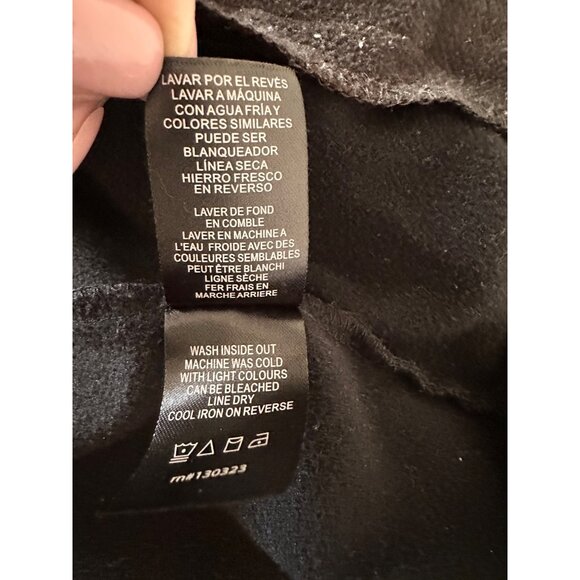 LAVAR POR EL REVÉS
LAVAR A MÁQUINA
CON AGUA FRÍA Y
COLORES SIMILARES
PUEDE SER
BLANQUEADOR
LÍNEA SECA
HIERRO FRESCO
EN REVERSO
LAVER DE FOND
EN COMBLE
LAVER EN MACHINE A
L'EAU FROIDE AVEC DES
COULEURS SEMBLABLES
PEUT ÊTRE BLANCHI
LIGNE SÈCHE
FER FRAIS EN
MARCHE ARRIERE
WASH INSIDE OUT
MACHINE WAS COLD
WITH LIGHT COLOURS
CAN BE BLEACHED
LINE DRY
COOL IRON ON REVERSE
rn#130323